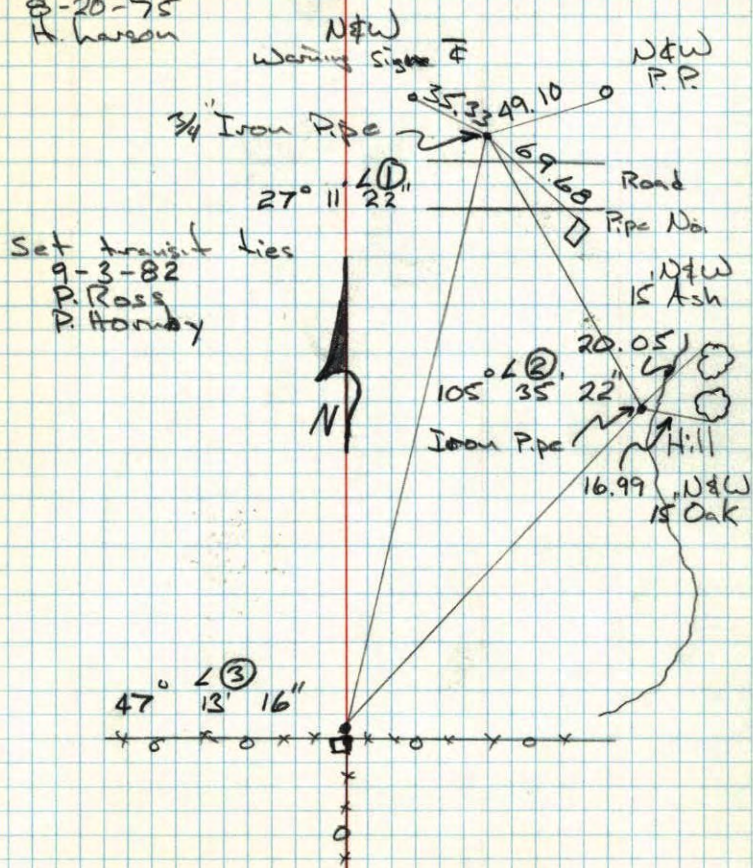 8-20-75
H. Larson
N&W
Warning Sign ℄
N&W
P.P.
35.33
49.10
3/4" Iron Pipe
69.68
∠①
27° 11' 22"
Road
Pipe No.
Set transit ties
9-3-82
P. Ross
P. Hornby
N&W
15" Ash
20.05
∠②
105° 35' 22"
N
Iron Pipe
Hill
16.99
N&W
15" Oak
∠③
47° 13' 16"